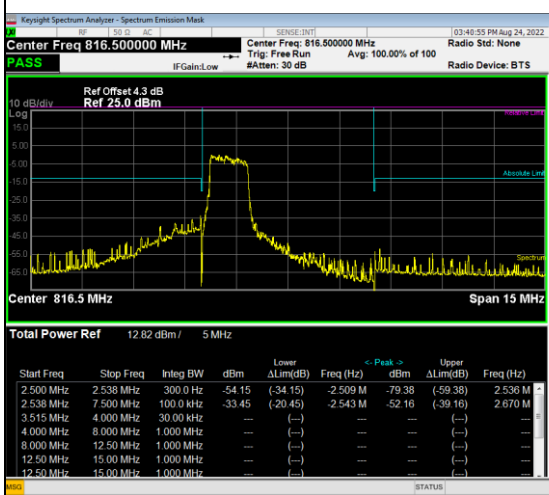 Keysight Spectrum Analyzer - Spectrum Emission Mask
RF 50 Ω AC SENSE:INT 03:40:55 PM Aug 24, 2022
Center Freq 816.500000 MHz Center Freq: 816.500000 MHz Radio Std: None
Trig: Free Run Avg: 100.00% of 100
PASS IFGain:Low #Atten: 30 dB Radio Device: BTS
Ref Offset 4.3 dB
10 dB/div Ref 25.0 dBm
Log
Relative Limit
15.0
5.00
-5.00
Absolute Limit
-15.0
-25.0
-35.0
-45.0
Spectrum
-55.0
-65.0
Center 816.5 MHz Span 15 MHz
Total Power Ref 12.82 dBm / 5 MHz
Lower <- Peak -> Upper
Start Freq Stop Freq Integ BW dBm ΔLim(dB) Freq (Hz) dBm ΔLim(dB) Freq (Hz)
2.500 MHz 2.538 MHz 300.0 Hz -54.15 (-34.15) -2.509 M -79.38 (-59.38) 2.536 M
2.538 MHz 7.500 MHz 100.0 kHz -33.45 (-20.45) -2.543 M -52.16 (-39.16) 2.670 M
3.515 MHz 4.000 MHz 30.00 kHz --- (---) --- --- (---) ---
4.000 MHz 8.000 MHz 1.000 MHz --- (---) --- --- (---) ---
8.000 MHz 12.50 MHz 1.000 MHz --- (---) --- --- (---) ---
12.50 MHz 15.00 MHz 1.000 MHz --- (---) --- --- (---) ---
12.50 MHz 15.00 MHz 1.000 MHz --- (---) --- --- (---) ---
MSG STATUS